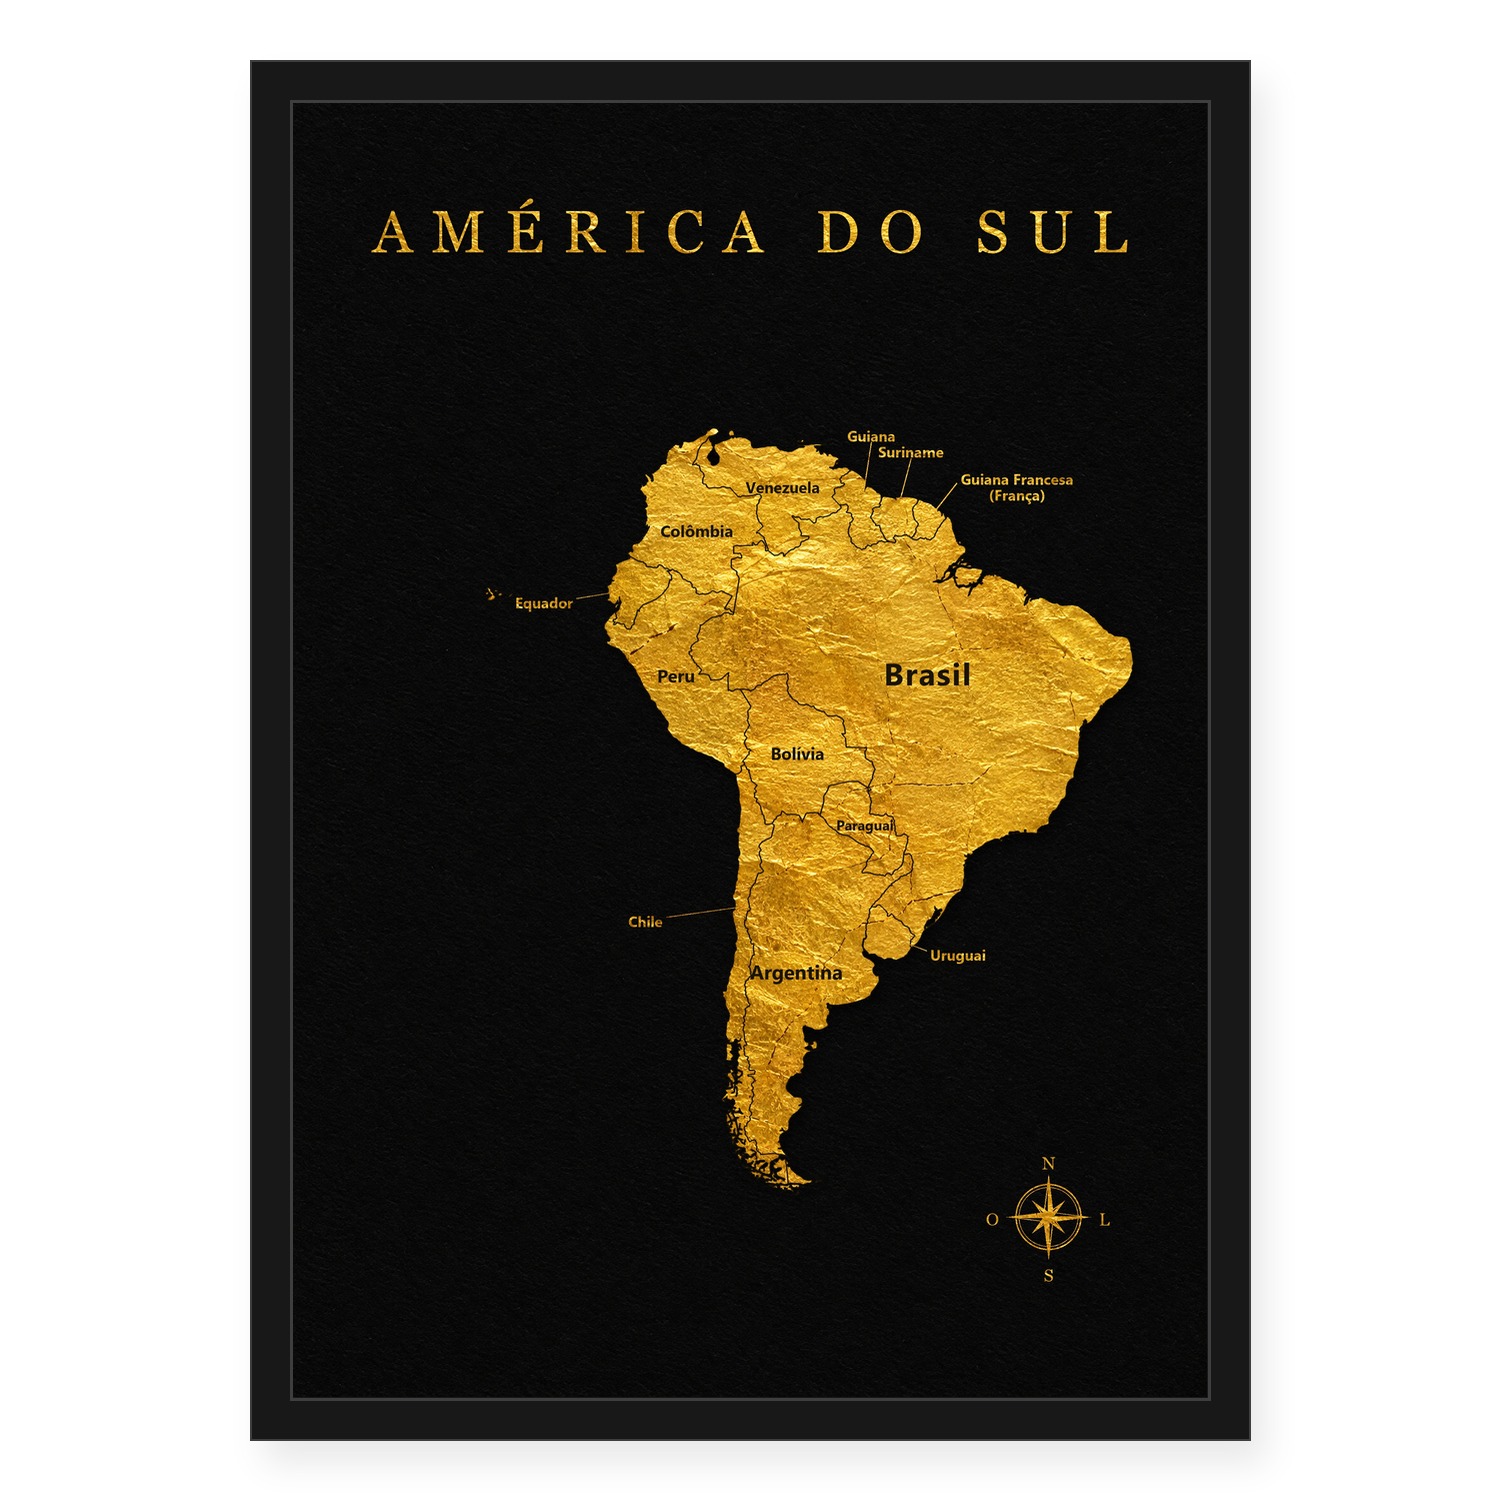 AMÉRICA DO SUL
Guiana
Suriname
Guiana Francesa
(França)
Venezuela
Colômbia
Equador
Brasil
Peru
Bolívia
Paraguai
Chile
Uruguai
Argentina
N
O L
S